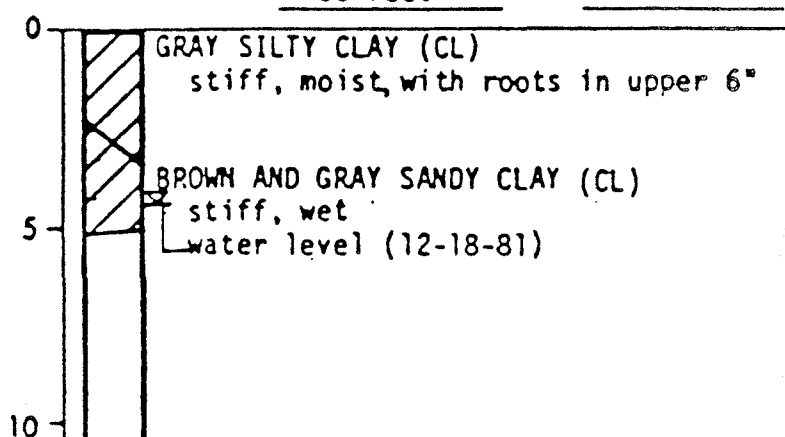 0
GRAY SILTY CLAY (CL)
stiff, moist, with roots in upper 6"
BROWN AND GRAY SANDY CLAY (CL)
stiff, wet
5
water level (12-18-81)
10